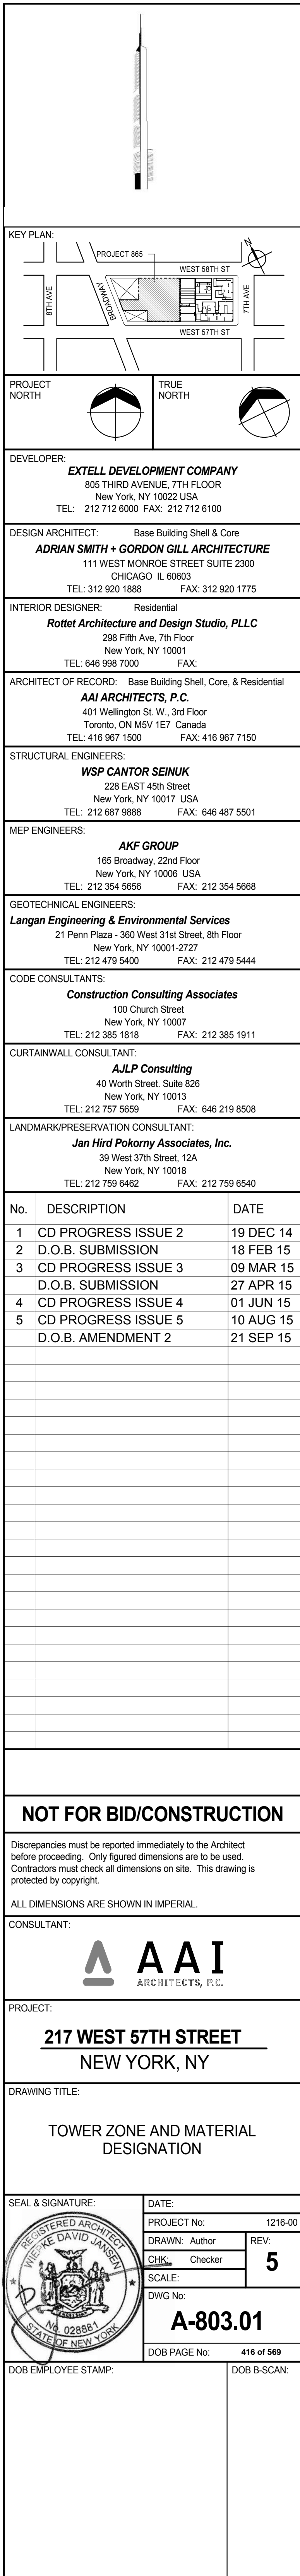 KEY PLAN:
N
PROJECT 865
WEST 58TH ST
8TH AVE
BROADWAY
7TH AVE
WEST 57TH ST
PROJECT
NORTH
TRUE
NORTH
DEVELOPER:
EXTELL DEVELOPMENT COMPANY
805 THIRD AVENUE, 7TH FLOOR
New York, NY 10022 USA
TEL: 212 712 6000 FAX: 212 712 6100
DESIGN ARCHITECT: Base Building Shell & Core
ADRIAN SMITH + GORDON GILL ARCHITECTURE
111 WEST MONROE STREET SUITE 2300
CHICAGO IL 60603
TEL: 312 920 1888 FAX: 312 920 1775
INTERIOR DESIGNER: Residential
Rottet Architecture and Design Studio, PLLC
298 Fifth Ave, 7th Floor
New York, NY 10001
TEL: 646 998 7000 FAX:
ARCHITECT OF RECORD: Base Building Shell, Core, & Residential
AAI ARCHITECTS, P.C.
401 Wellington St. W., 3rd Floor
Toronto, ON M5V 1E7 Canada
TEL: 416 967 1500 FAX: 416 967 7150
STRUCTURAL ENGINEERS:
WSP CANTOR SEINUK
228 EAST 45th Street
New York, NY 10017 USA
TEL: 212 687 9888 FAX: 646 487 5501
MEP ENGINEERS:
AKF GROUP
165 Broadway, 22nd Floor
New York, NY 10006 USA
TEL: 212 354 5656 FAX: 212 354 5668
GEOTECHNICAL ENGINEERS:
Langan Engineering & Environmental Services
21 Penn Plaza - 360 West 31st Street, 8th Floor
New York, NY 10001-2727
TEL: 212 479 5400 FAX: 212 479 5444
CODE CONSULTANTS:
Construction Consulting Associates
100 Church Street
New York, NY 10007
TEL: 212 385 1818 FAX: 212 385 1911
CURTAINWALL CONSULTANT:
AJLP Consulting
40 Worth Street. Suite 826
New York, NY 10013
TEL: 212 757 5659 FAX: 646 219 8508
LANDMARK/PRESERVATION CONSULTANT:
Jan Hird Pokorny Associates, Inc.
39 West 37th Street, 12A
New York, NY 10018
TEL: 212 759 6462 FAX: 212 759 6540
No. DESCRIPTION DATE
1 CD PROGRESS ISSUE 2 19 DEC 14
2 D.O.B. SUBMISSION 18 FEB 15
3 CD PROGRESS ISSUE 3 09 MAR 15
D.O.B. SUBMISSION 27 APR 15
4 CD PROGRESS ISSUE 4 01 JUN 15
5 CD PROGRESS ISSUE 5 10 AUG 15
D.O.B. AMENDMENT 2 21 SEP 15
NOT FOR BID/CONSTRUCTION
Discrepancies must be reported immediately to the Architect
before proceeding. Only figured dimensions are to be used.
Contractors must check all dimensions on site. This drawing is
protected by copyright.
ALL DIMENSIONS ARE SHOWN IN IMPERIAL.
CONSULTANT:
AAI
ARCHITECTS, P.C.
PROJECT:
217 WEST 57TH STREET
NEW YORK, NY
DRAWING TITLE:
TOWER ZONE AND MATERIAL
DESIGNATION
SEAL & SIGNATURE:
REGISTERED ARCHITECT
WIEPKE DAVID JANSEN
No. 028881
STATE OF NEW YORK
DATE:
PROJECT No: 1216-00
DRAWN: Author
REV:
5
CHK: Checker
SCALE:
DWG No:
A-803.01
DOB PAGE No: 416 of 569
DOB EMPLOYEE STAMP:
DOB B-SCAN: